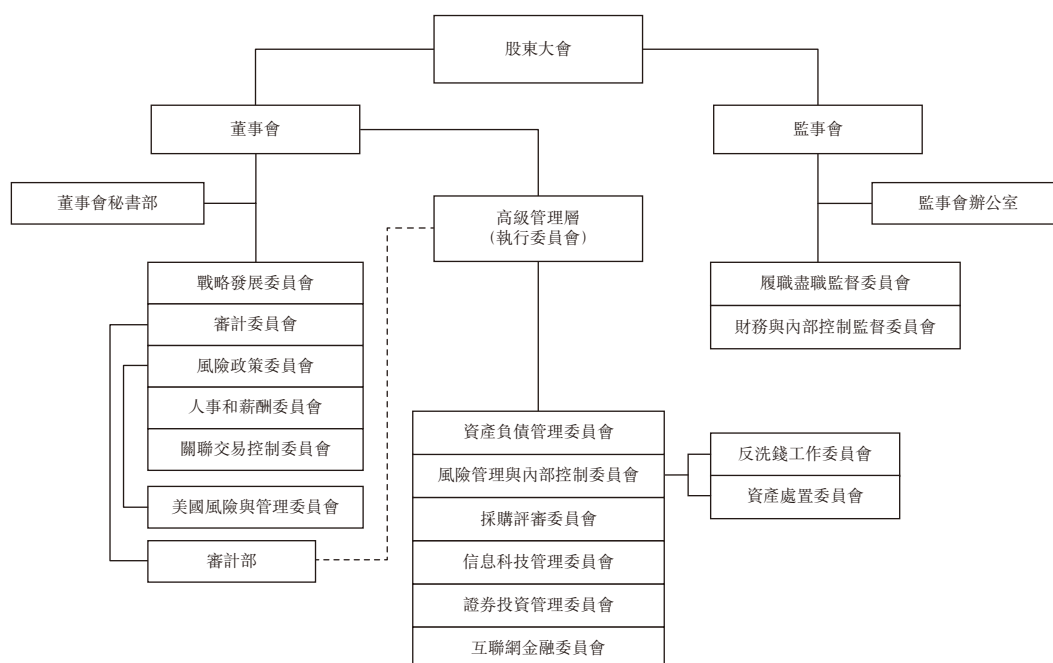 股東大會
董事會
監事會
董事會秘書部
高級管理層
(執行委員會)
監事會辦公室
戰略發展委員會
審計委員會
風險政策委員會
人事和薪酬委員會
關聯交易控制委員會
履職盡職監督委員會
財務與內部控制監督委員會
美國風險與管理委員會
審計部
資產負債管理委員會
風險管理與內部控制委員會
採購評審委員會
信息科技管理委員會
證券投資管理委員會
互聯網金融委員會
反洗錢工作委員會
資產處置委員會